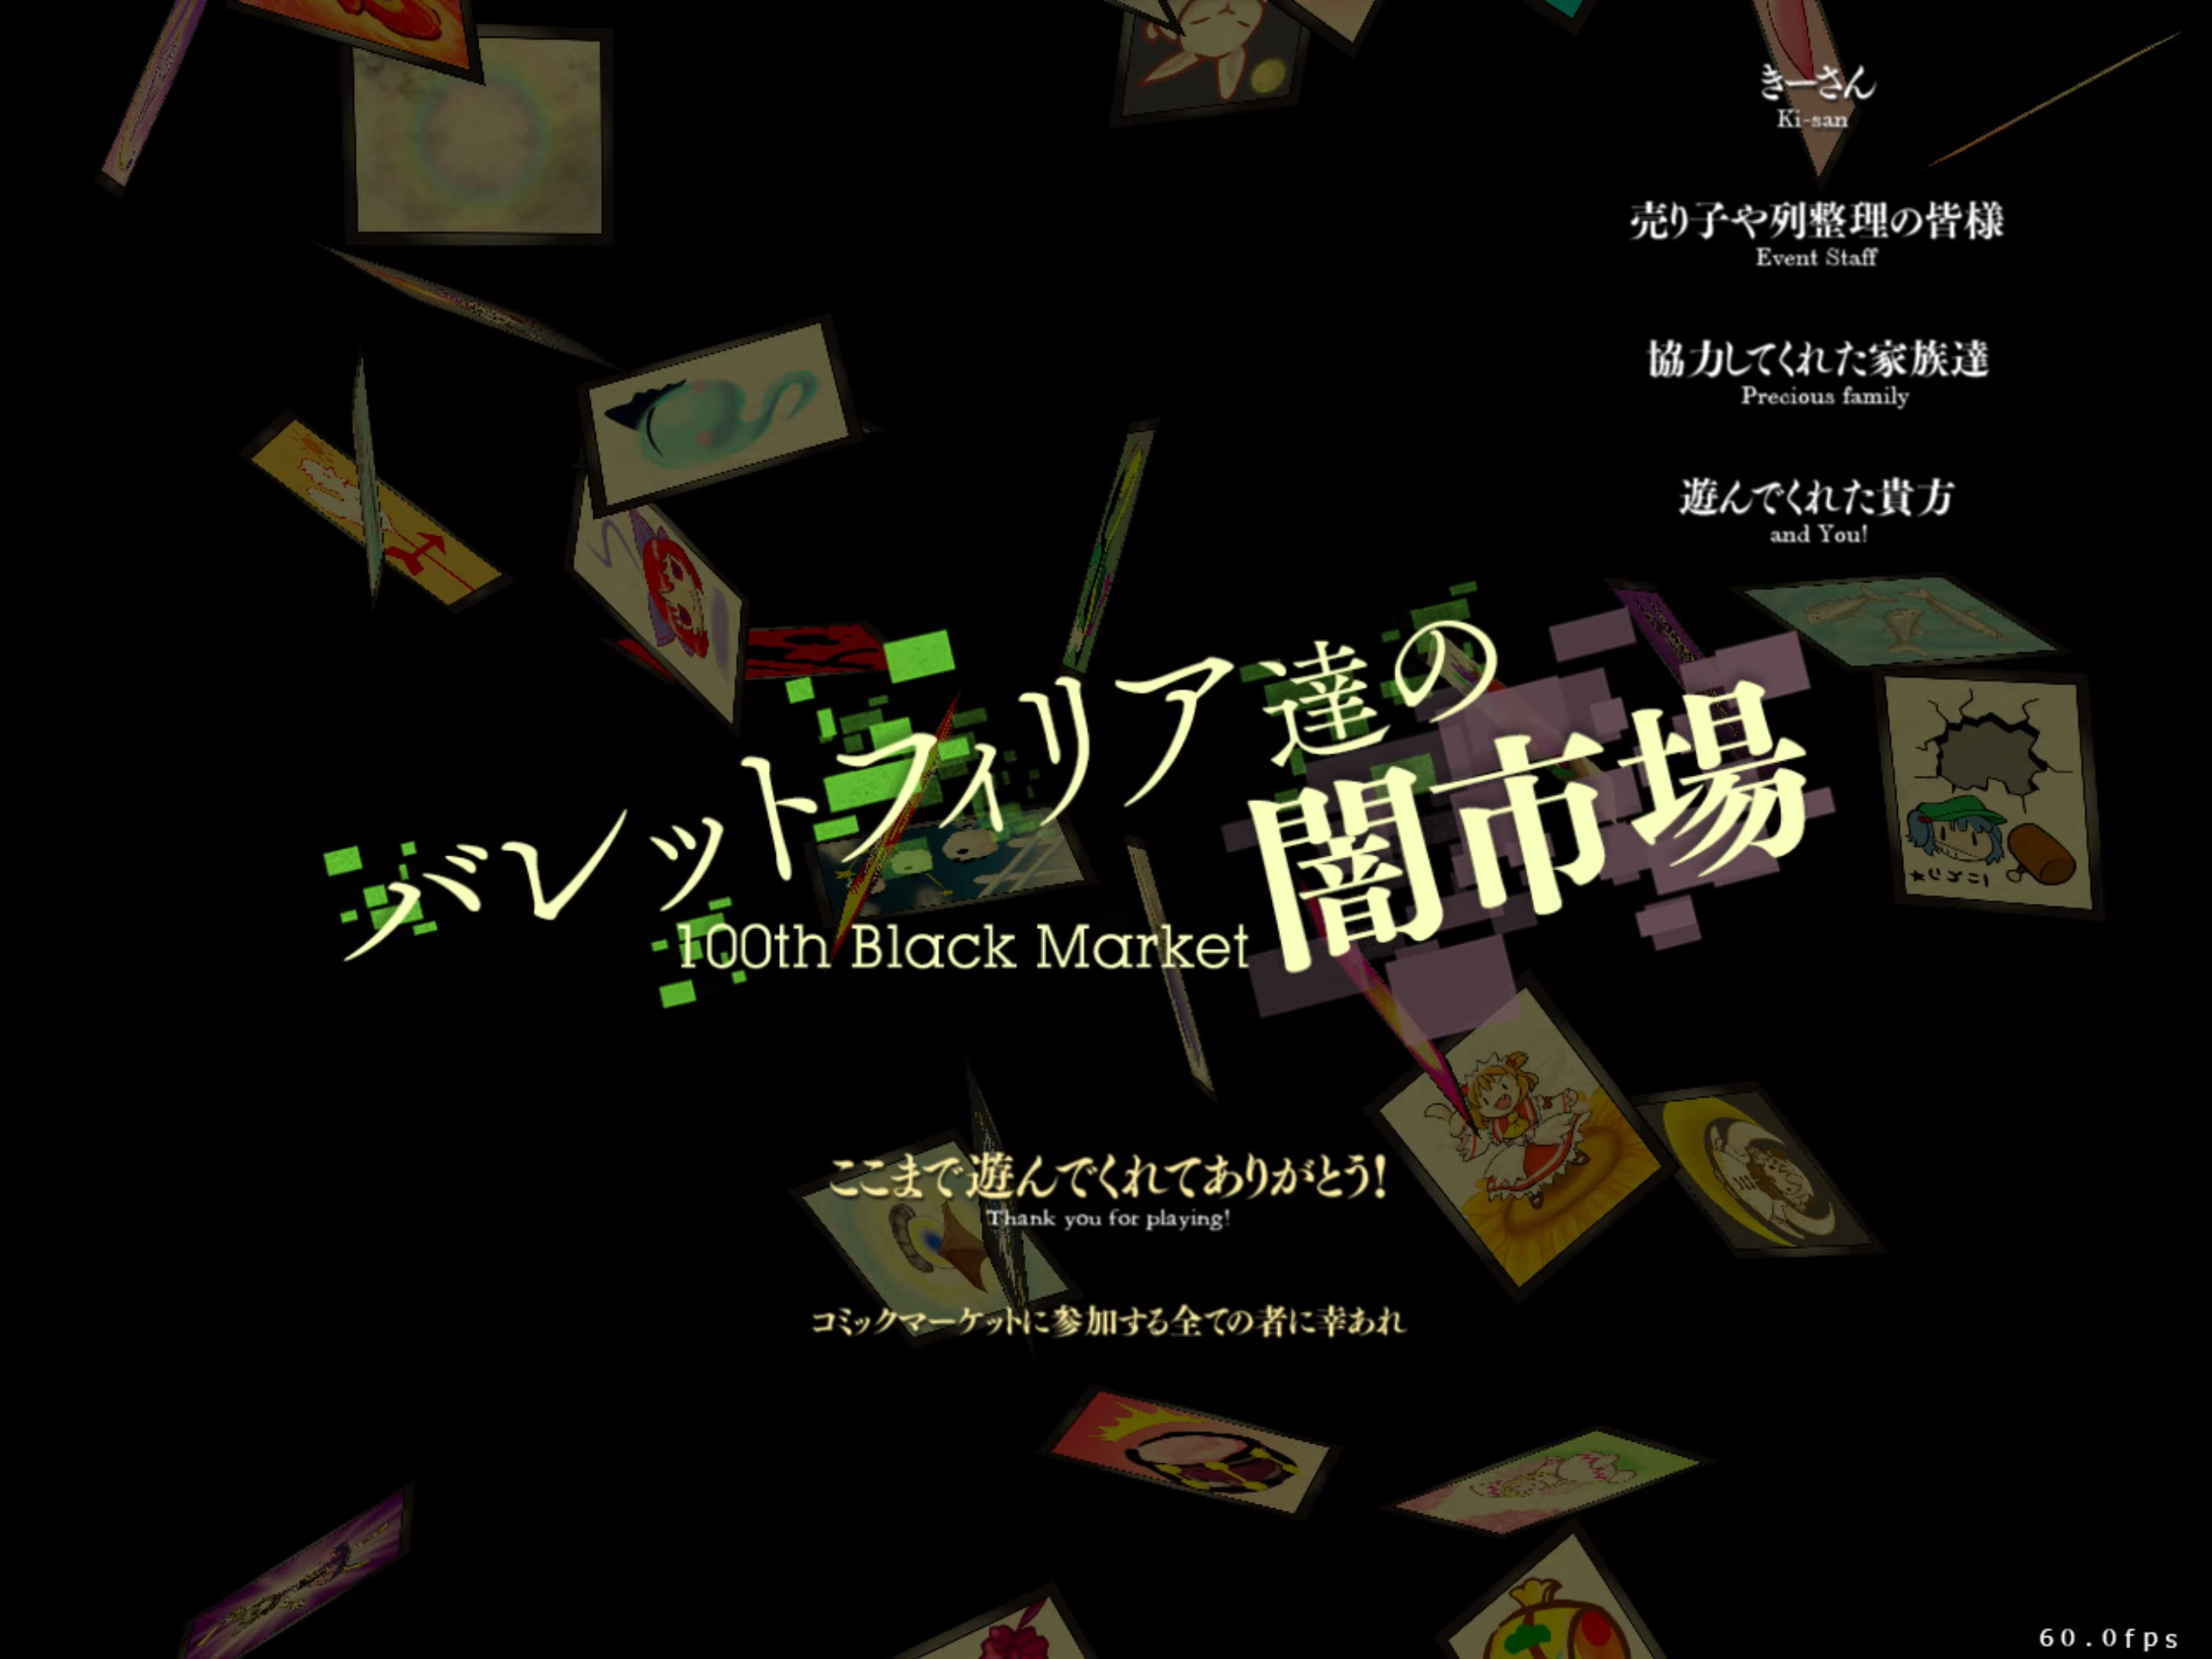 きーさん
Ki-san
売り子や列整理の皆様
Event Staff
協力してくれた家族達
Precious family
遊んでくれた貴方
and You!
バレットフィリア達の
闇市場
100th Black Market
ここまで遊んでくれてありがとう!
Thank you for playing!
コミックマーケットに参加する全ての者に幸あれ
60.0fps